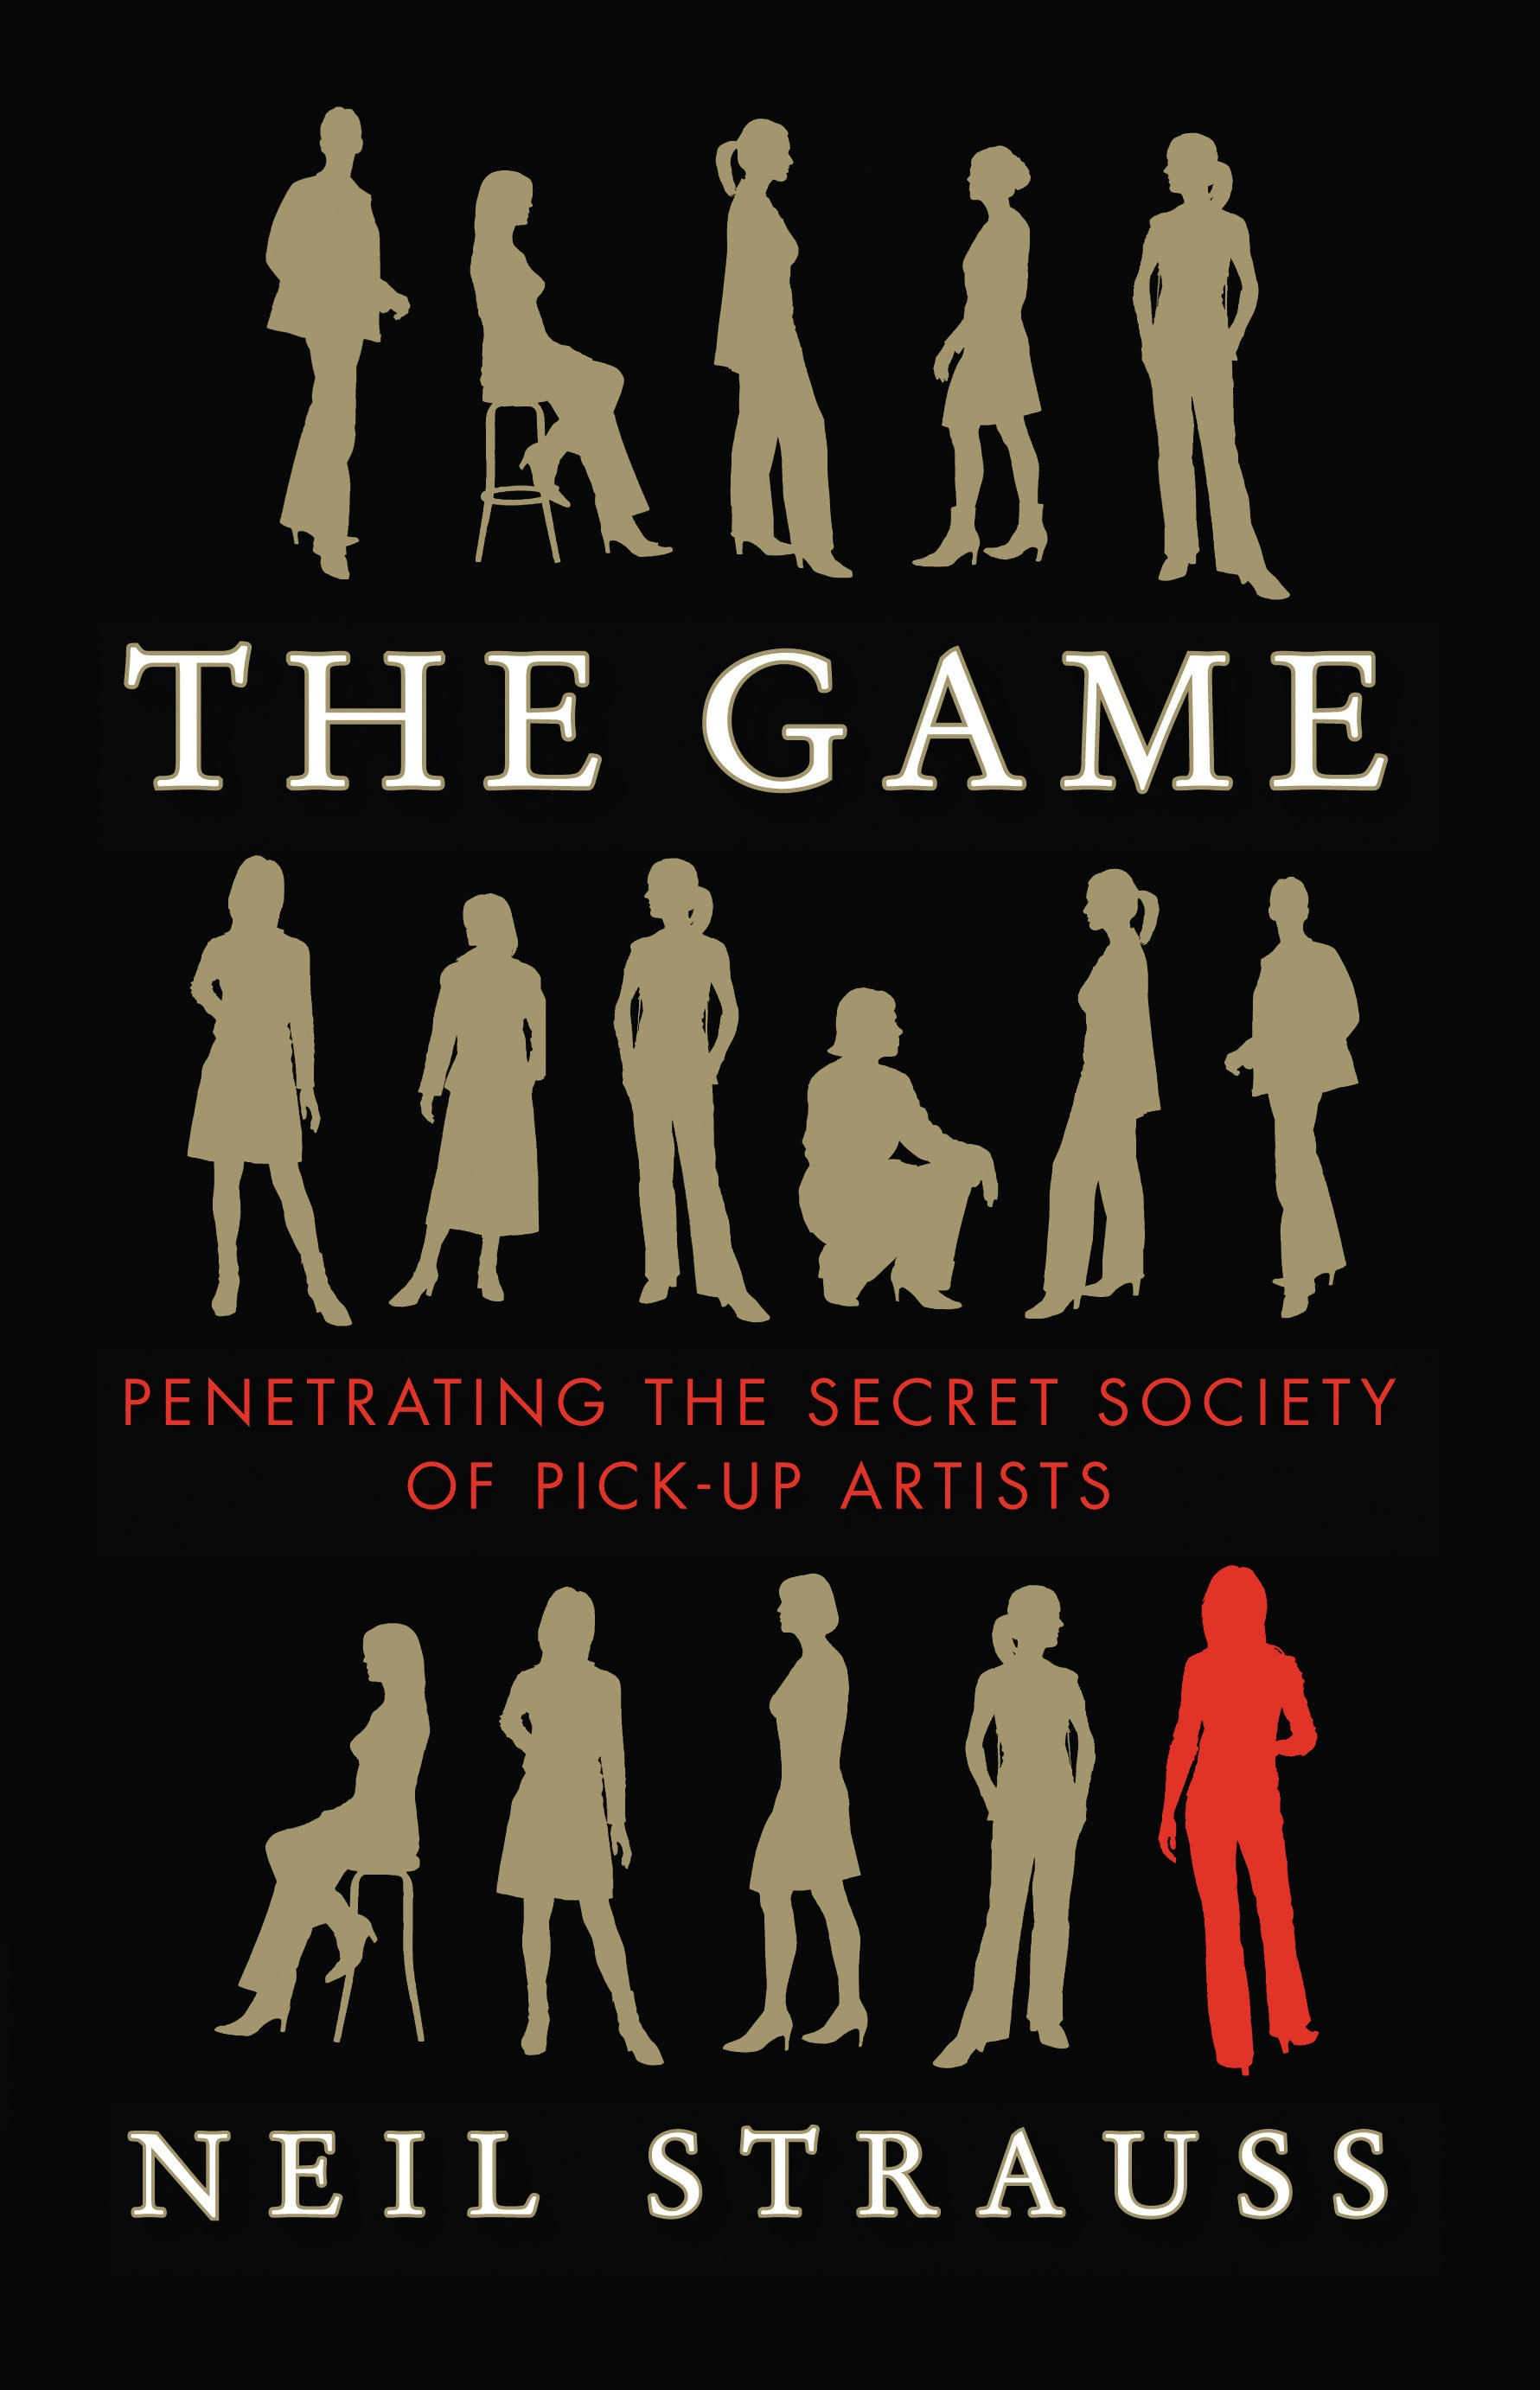 THE GAME
PENETRATING THE SECRET SOCIETY
OF PICK-UP ARTISTS
NEIL STRAUSS